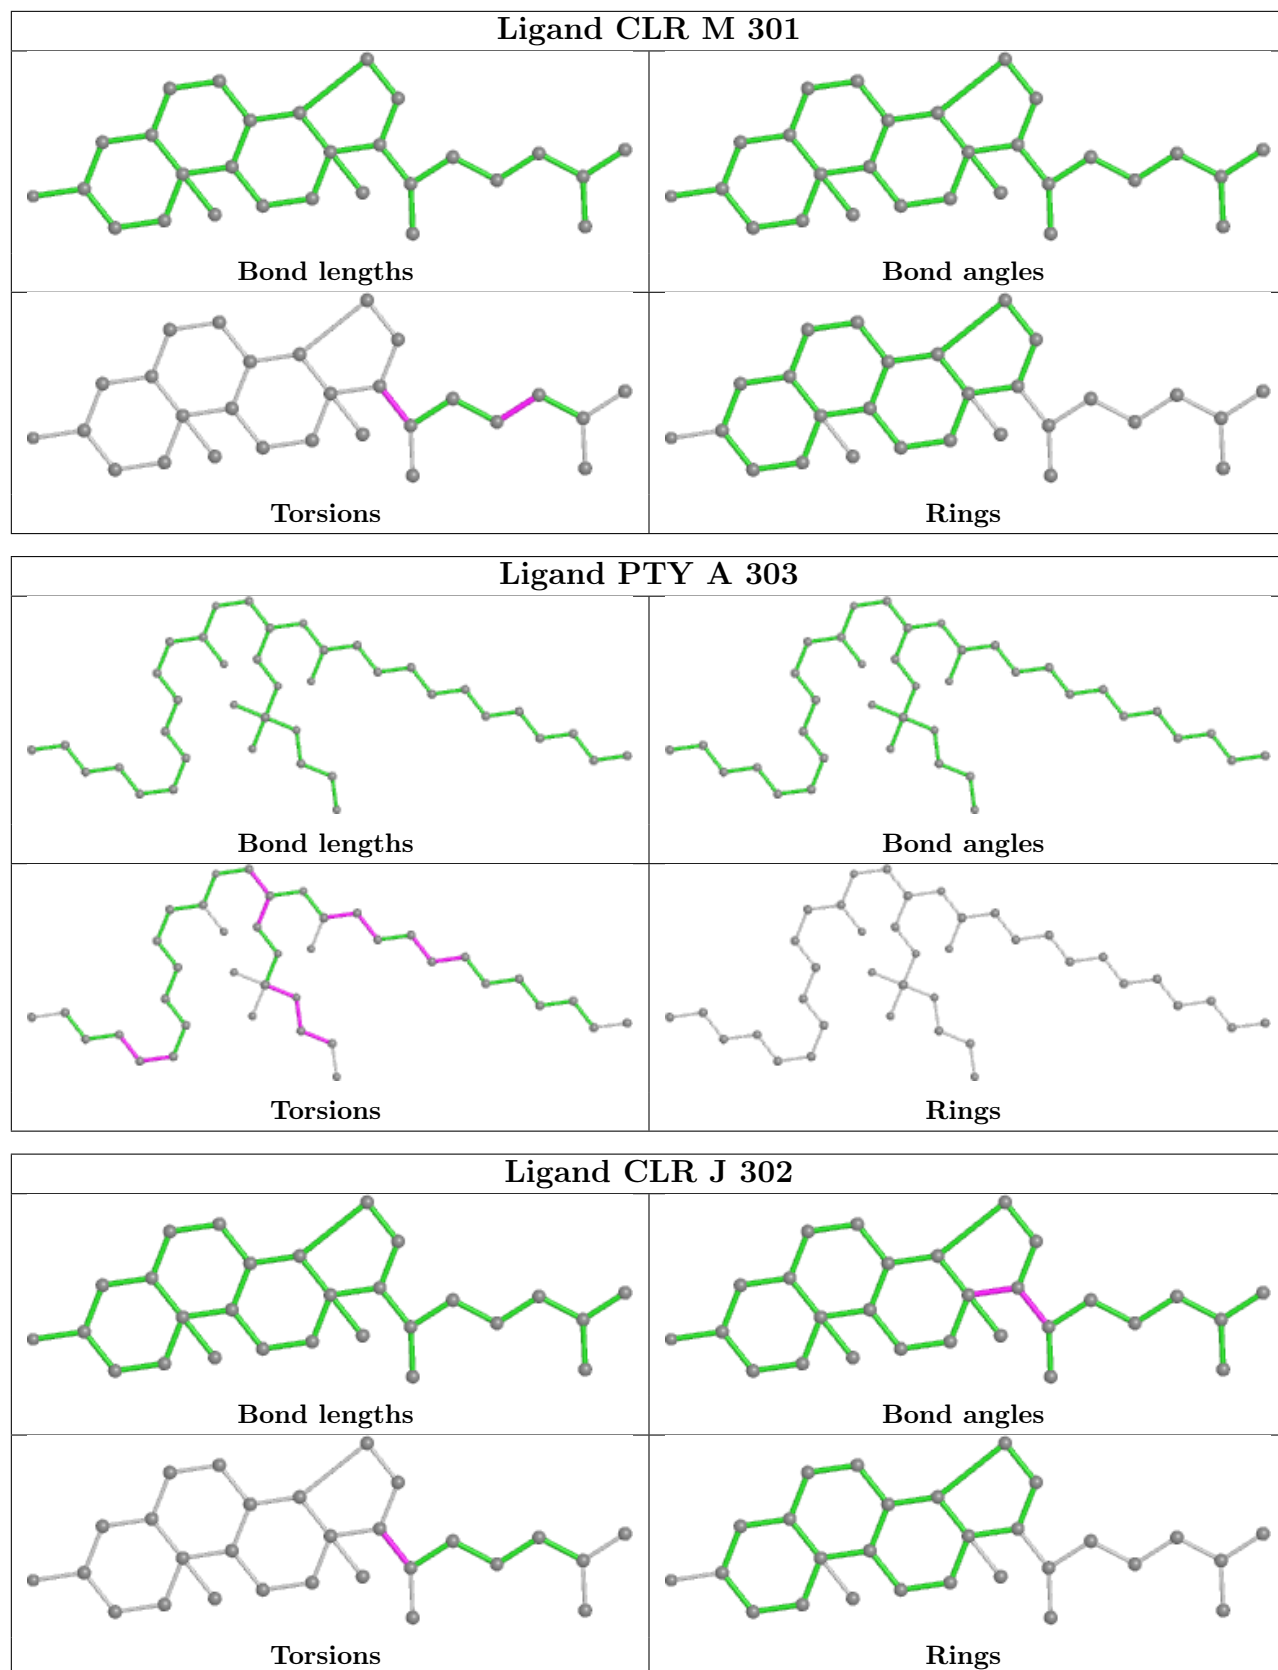 Ligand CLR M 301
Bond lengths
Bond angles
Torsions
Rings
Ligand PTY A 303
Bond lengths
Bond angles
Torsions
Rings
Ligand CLR J 302
Bond lengths
Bond angles
Torsions
Rings